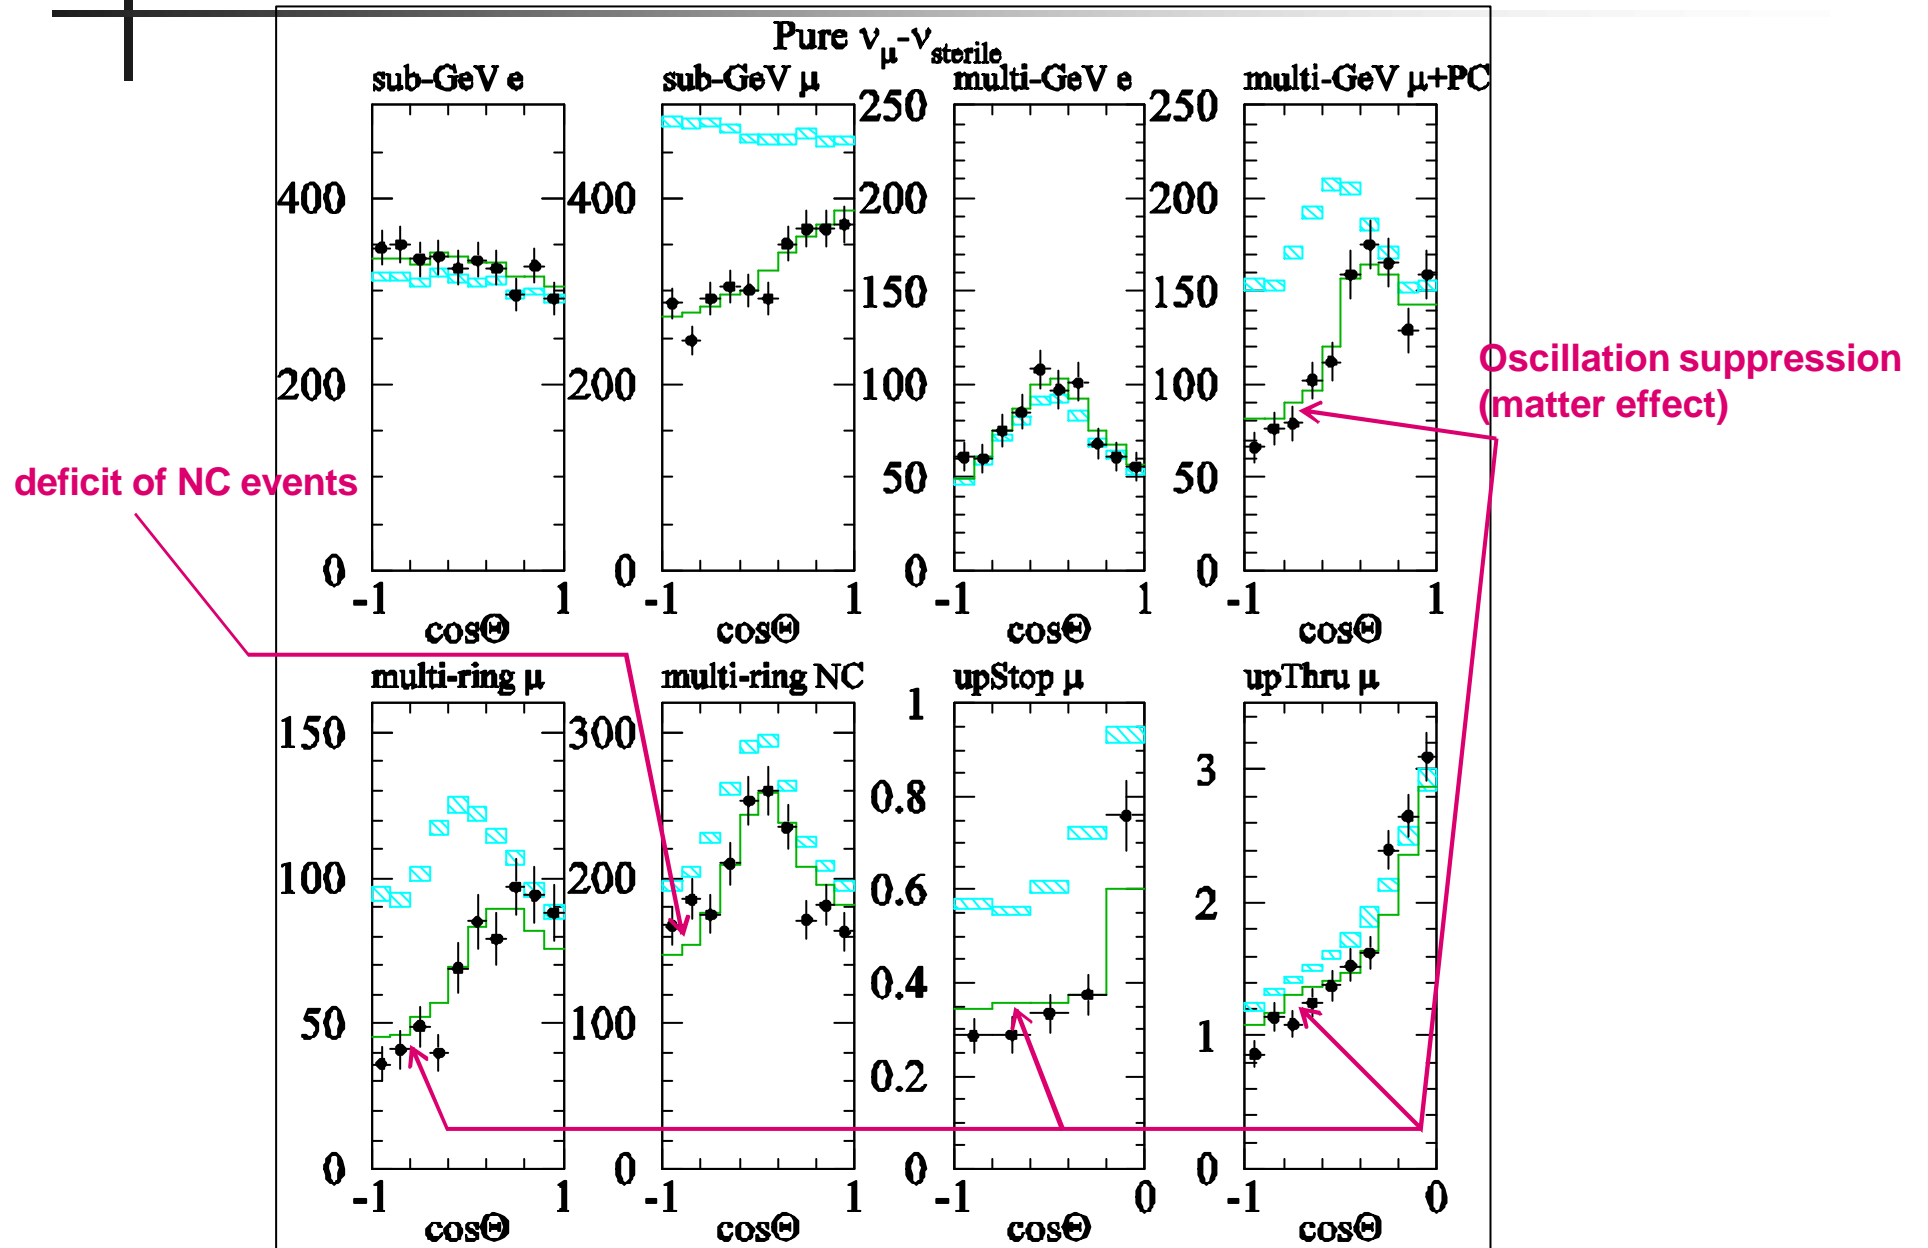 Pure νμ-νsterile
sub-GeV e
sub-GeV μ
multi-GeV e
multi-GeV μ+PC
400
200
0
-1
1
cosΘ
400
200
0
-1
1
cosΘ
250
200
150
100
50
0
-1
1
cosΘ
250
200
150
100
50
0
-1
1
cosΘ
Oscillation suppression
(matter effect)
deficit of NC events
multi-ring μ
multi-ring NC
upStop μ
upThru μ
150
100
50
0
-1
1
cosΘ
300
200
100
0
-1
1
cosΘ
1
0.8
0.6
0.4
0.2
0
-1
0
cosΘ
3
2
1
0
-1
0
cosΘ